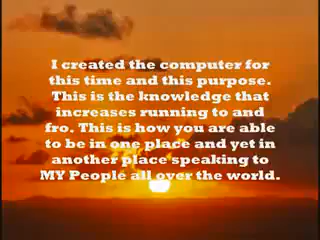 I created the computer for
this time and this purpose.
This is the knowledge that
increases running to and
fro. This is how you are able
to be in one place and yet in
another place speaking to
MY People all over the world.